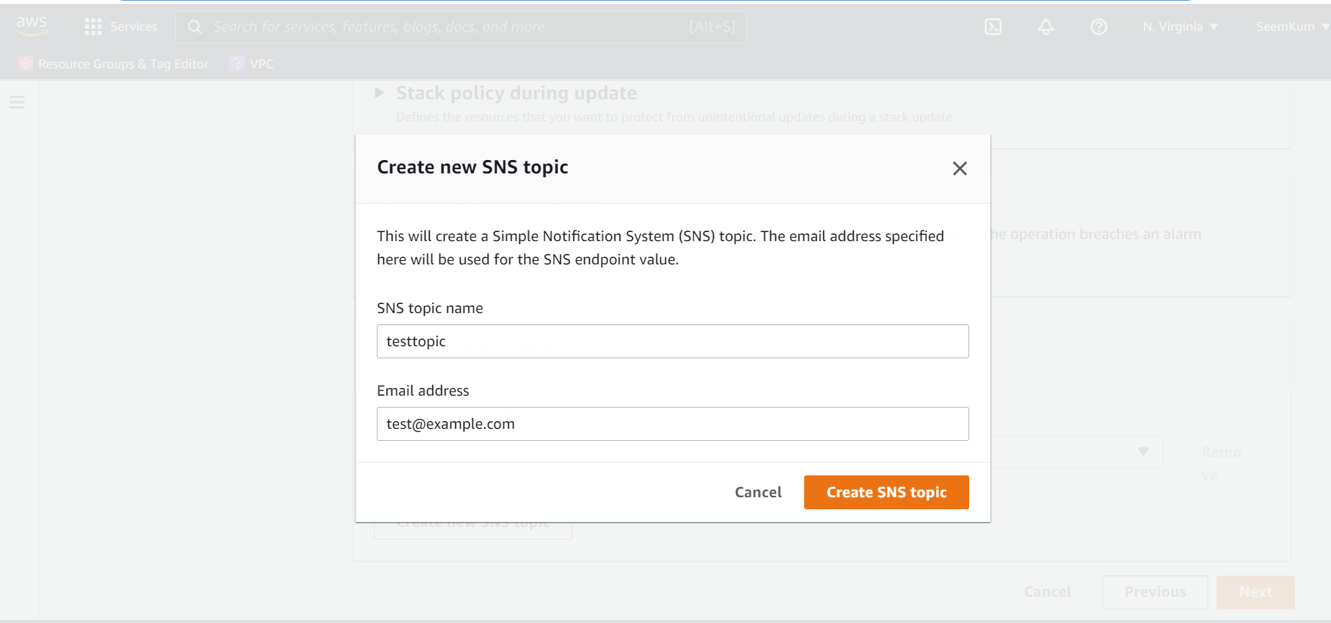 aws
Services
Search for services, features, blogs, docs, and more
[Alt+S]
N. Virginia
SeemKum
Resource Groups & Tag Editor
VPC
Stack policy during update
Defines the resources that you want to protect from unintentional updates during a stack update.
Create new SNS topic
This will create a Simple Notification System (SNS) topic. The email address specified
here will be used for the SNS endpoint value.
he operation breaches an alarm
SNS topic name
testtopic
Email address
test@example.com
Remo
ve
Cancel
Create SNS topic
Create new SNS topic
Cancel
Previous
Next